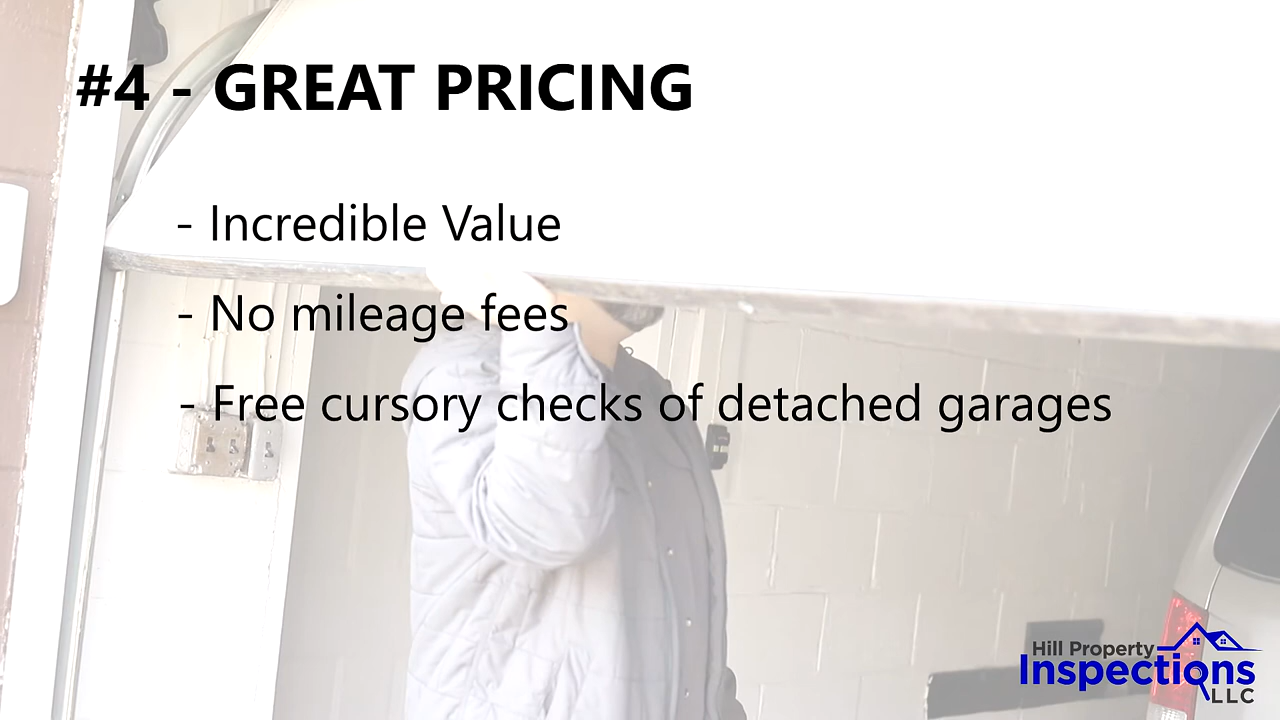 #4 - GREAT PRICING
- Incredible Value
- No mileage fees
- Free cursory checks of detached garages
Hill Property
Inspections
LLC